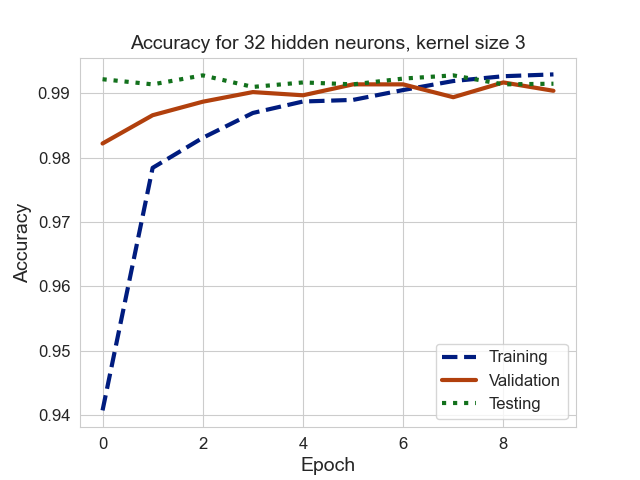 Accuracy for 32 hidden neurons, kernel size 3
0.99
0.98
0.97
0.96
0.95
0.94
Accuracy
Training
Validation
Testing
0 2 4 6 8
Epoch